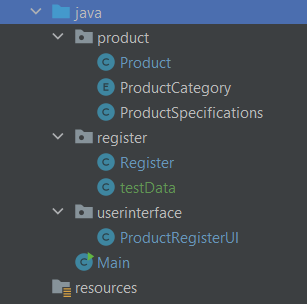 java
product
Product
ProductCategory
ProductSpecifications
register
Register
testData
userinterface
ProductRegisterUI
Main
resources